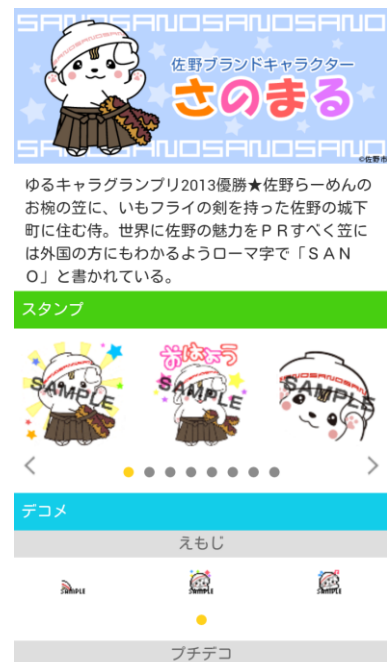 SANOSANOSANOSANO
佐野ブランドキャラクター
さのまる
SANOSANOSANOSANO
©佐野市
ゆるキャラグランプリ2013優勝★佐野らーめんの
お椀の笠に、いもフライの剣を持った佐野の城下
町に住む侍。世界に佐野の魅力をPRすべく笠に
は外国の方にもわかるようローマ字で「SAN
O」と書かれている。
スタンプ
おはよう
SAMPLE
SAMPLE
SAMPLE
デコメ
えもじ
SAMPLE
SAMPLE
SAMPLE
プチデコ